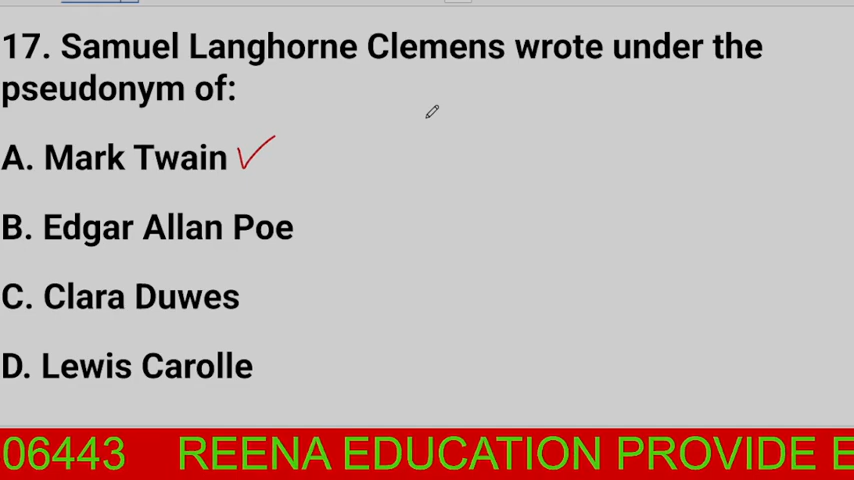 17. Samuel Langhorne Clemens wrote under the
pseudonym of:
A. Mark Twain
B. Edgar Allan Poe
C. Clara Duwes
D. Lewis Carolle
06443 REENA EDUCATION PROVIDE E